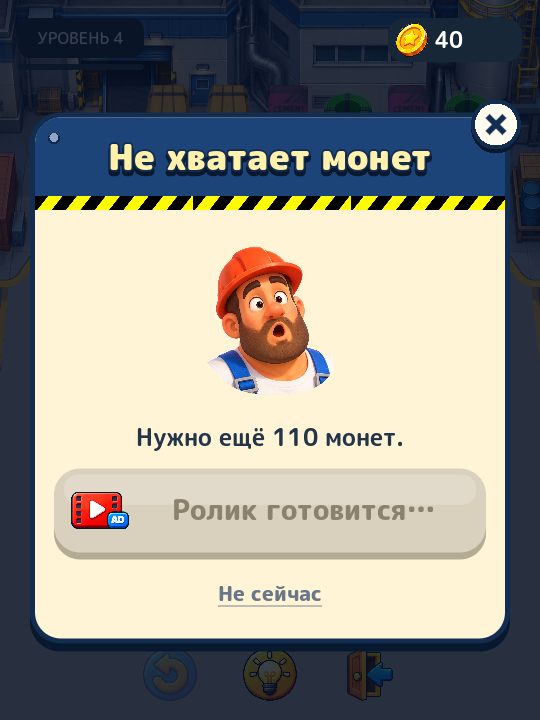 УРОВЕНЬ 4
40
Не хватает монет
Нужно ещё 110 монет.
AD
Ролик готовится...
Не сейчас